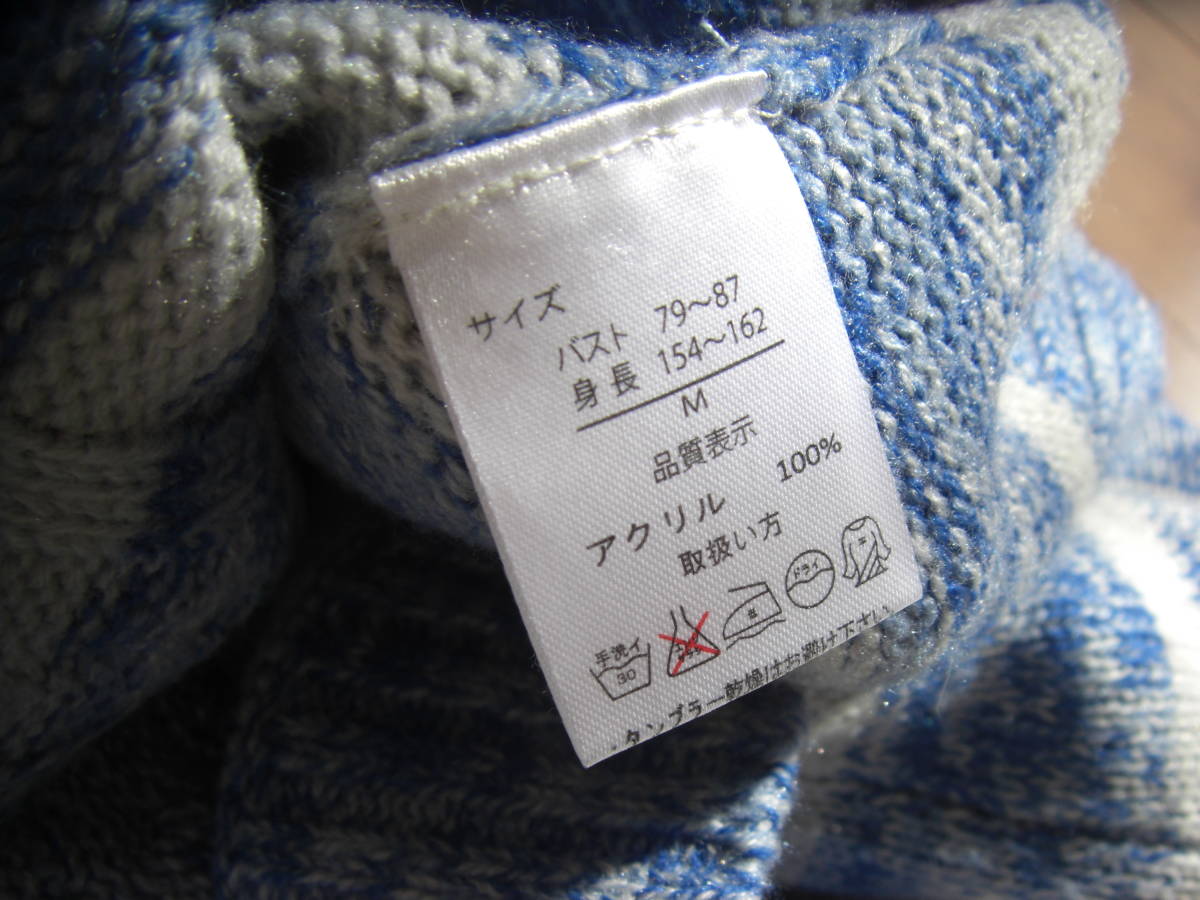 サイズ
バスト 79～87
身長 154～162
M
品質表示
アクリル 100%
取扱い方
手洗イ 30 ドライ
・タンブラー乾燥はお避け下さい